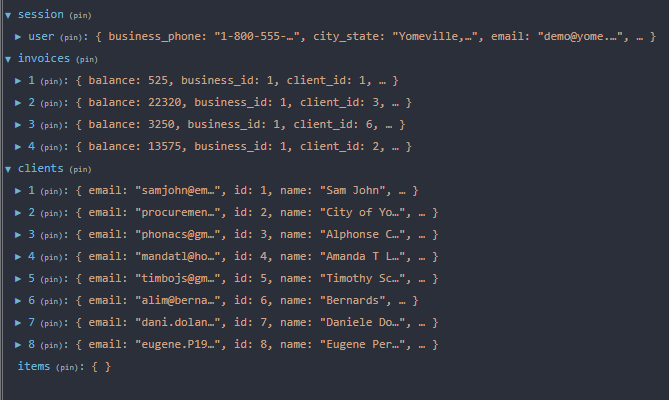 ▼ session (pin)
▶ user (pin): { business_phone: "1-800-555-…", city_state: "Yomeville,…", email: "demo@yome.…", … }
▼ invoices (pin)
▶ 1 (pin): { balance: 525, business_id: 1, client_id: 1, … }
▶ 2 (pin): { balance: 22320, business_id: 1, client_id: 3, … }
▶ 3 (pin): { balance: 3250, business_id: 1, client_id: 6, … }
▶ 4 (pin): { balance: 13575, business_id: 1, client_id: 2, … }
▼ clients (pin)
▶ 1 (pin): { email: "samjohn@em…", id: 1, name: "Sam John", … }
▶ 2 (pin): { email: "procuremen…", id: 2, name: "City of Yo…", … }
▶ 3 (pin): { email: "phonacs@gm…", id: 3, name: "Alphonse C…", … }
▶ 4 (pin): { email: "mandatl@ho…", id: 4, name: "Amanda T L…", … }
▶ 5 (pin): { email: "timbojs@gm…", id: 5, name: "Timothy Sc…", … }
▶ 6 (pin): { email: "alim@berna…", id: 6, name: "Bernards", … }
▶ 7 (pin): { email: "dani.dolan…", id: 7, name: "Daniele Do…", … }
▶ 8 (pin): { email: "eugene.P19…", id: 8, name: "Eugene Per…", … }
items (pin): { }